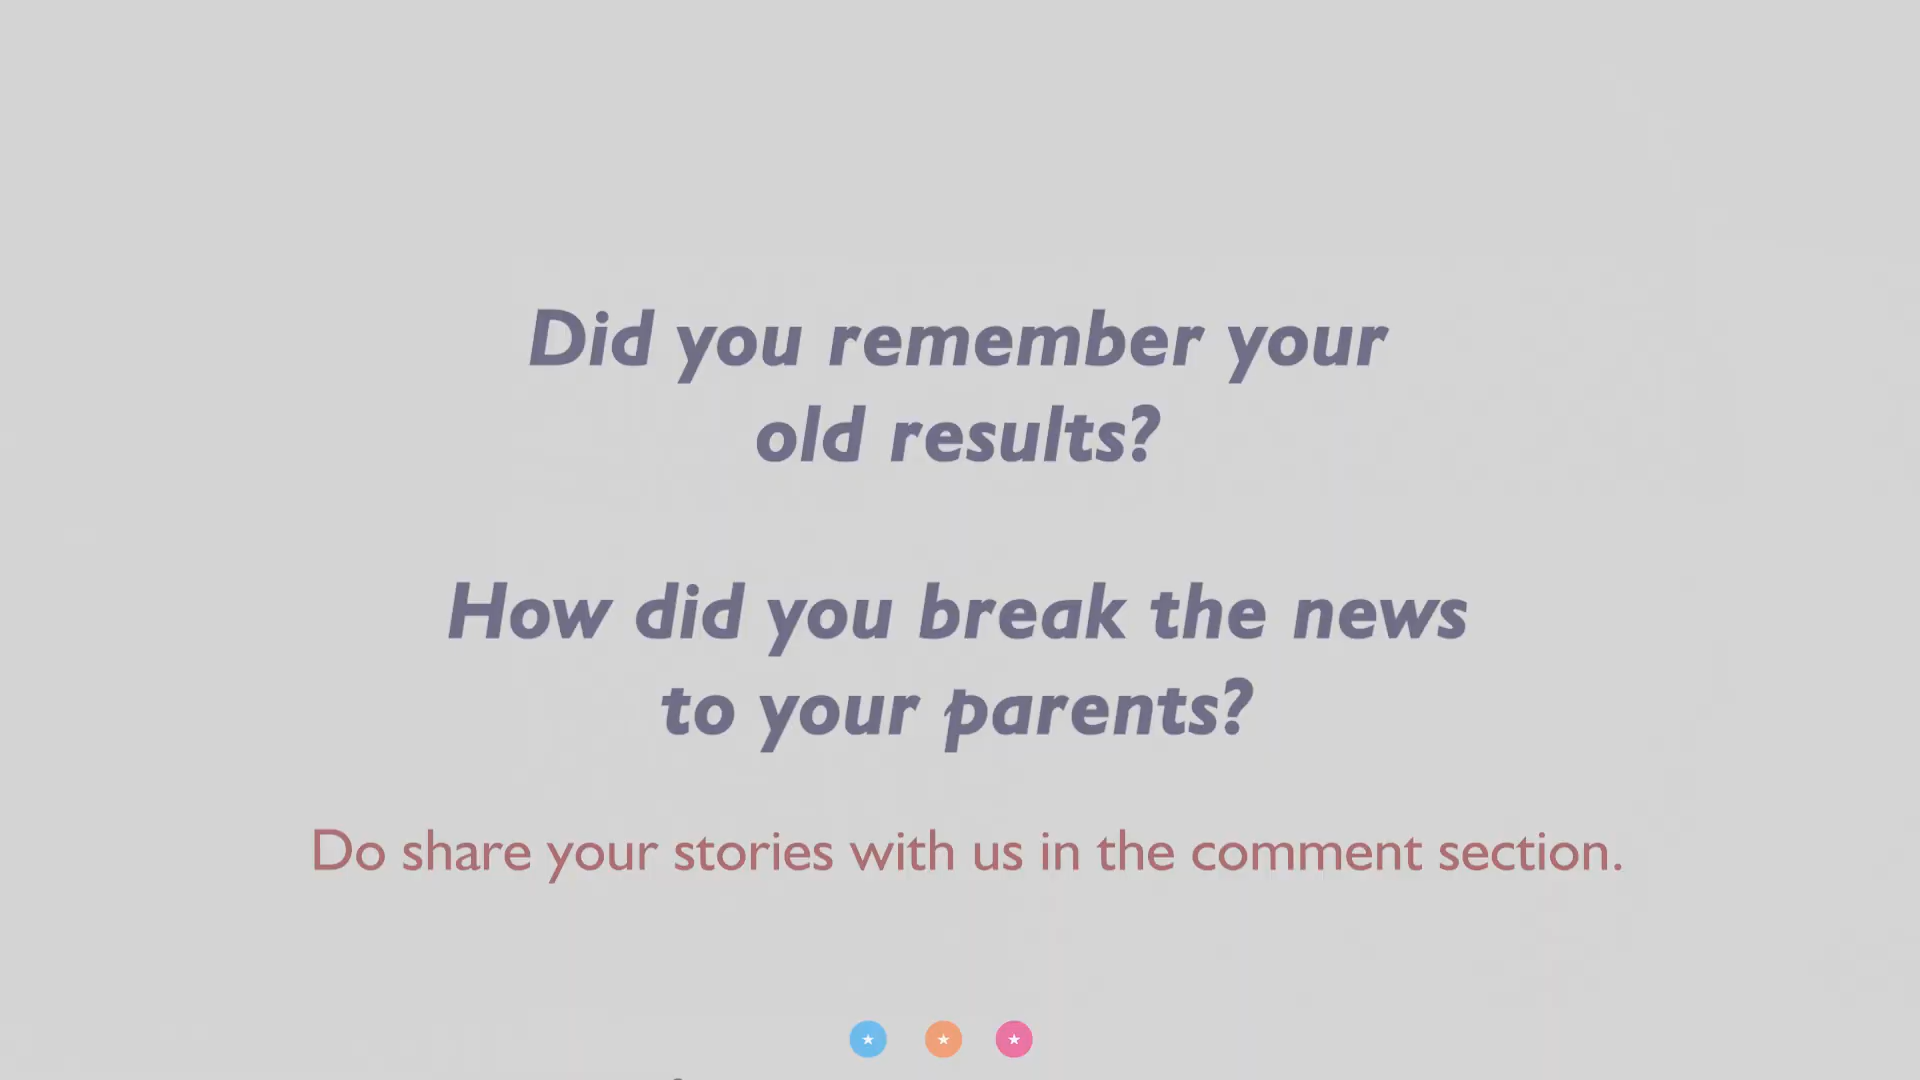 Did you remember your
old results?
How did you break the news
to your parents?
Do share your stories with us in the comment section.